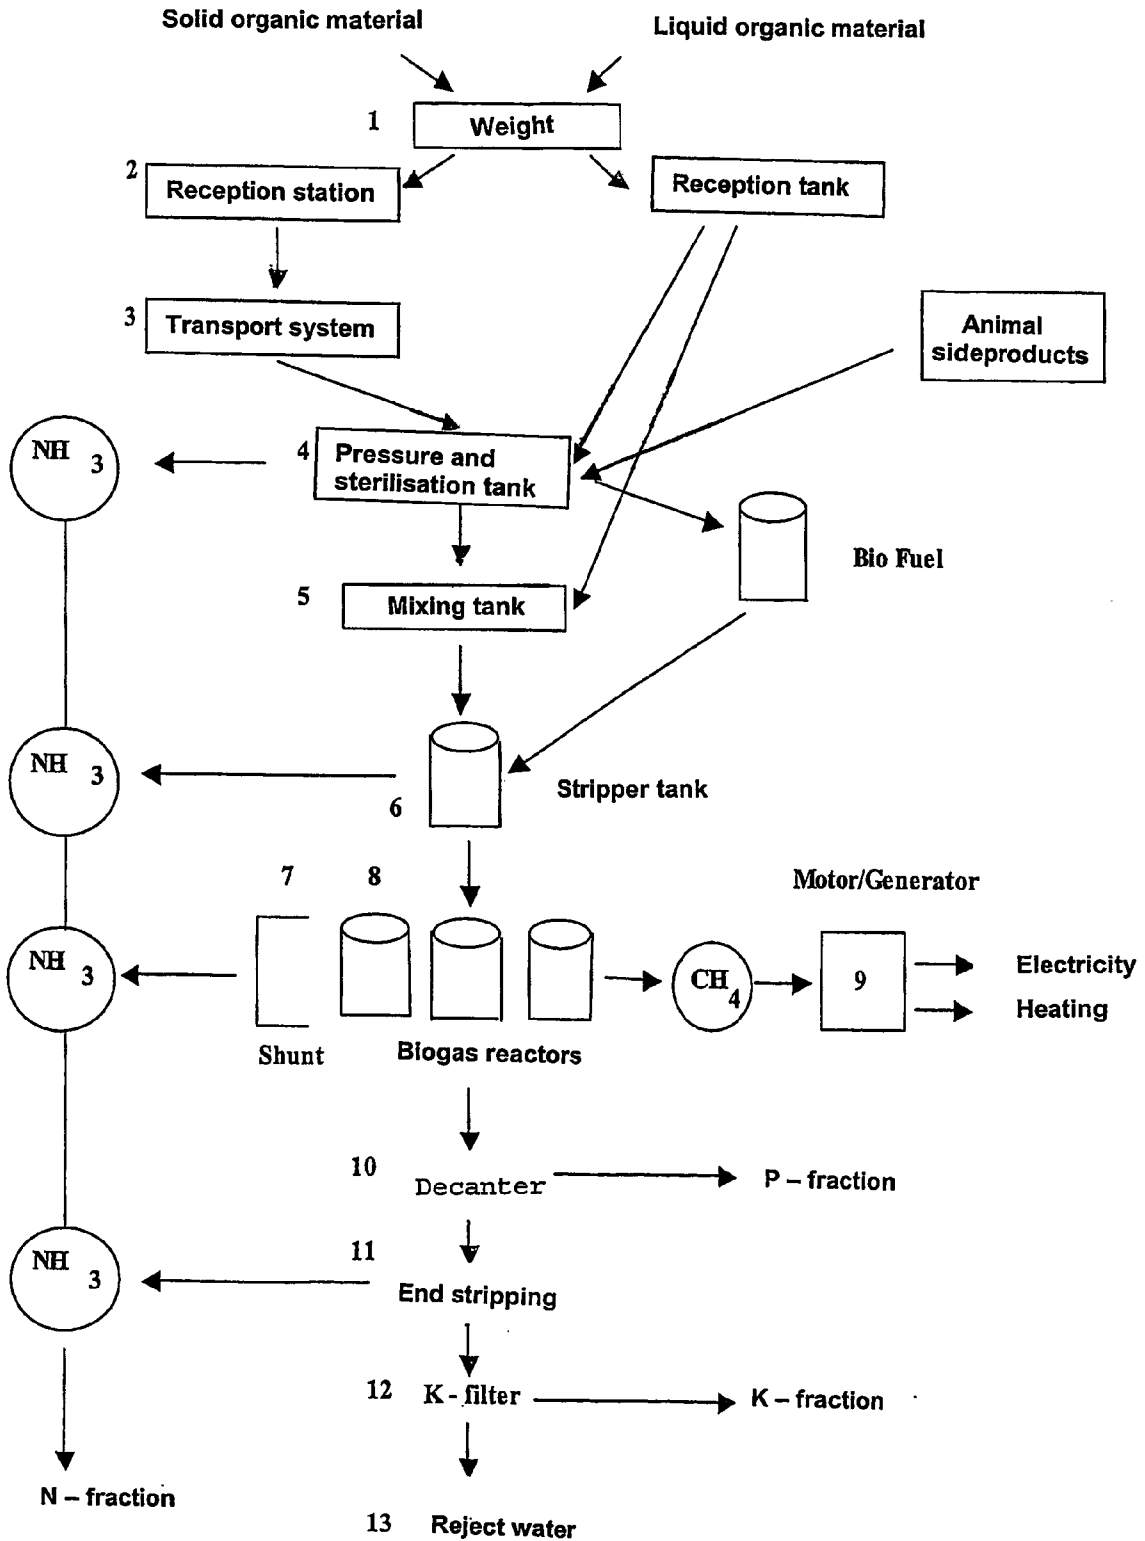 Solid organic material
Liquid organic material
1
Weight
2
Reception station
Reception tank
3
Transport system
Animal
sideproducts
NH 3
4
Pressure and
sterilisation tank
Bio Fuel
5
Mixing tank
NH 3
6
Stripper tank
7
8
Motor/Generator
NH 3
CH4
9
Electricity
Heating
Shunt
Biogas reactors
10
Decanter
P – fraction
11
NH 3
End stripping
12
K - filter
K – fraction
N – fraction
13
Reject water